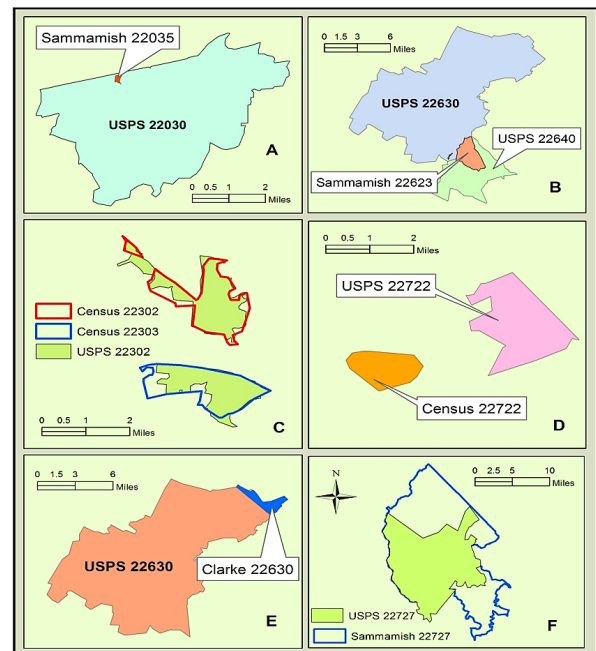 Sammamish 22035
USPS 22030
0 0.5 1 2
Miles
A
0 1.5 3 6
Miles
USPS 22630
USPS 22640
Sammamish 22623
B
Census 22302
Census 22303
USPS 22302
0 0.5 1 2
Miles
C
0 0.5 1 2
Miles
USPS 22722
Census 22722
D
0 1.5 3 6
Miles
USPS 22630
Clarke 22630
E
N
0 2.5 5 10
Miles
USPS 22727
Sammamish 22727
F